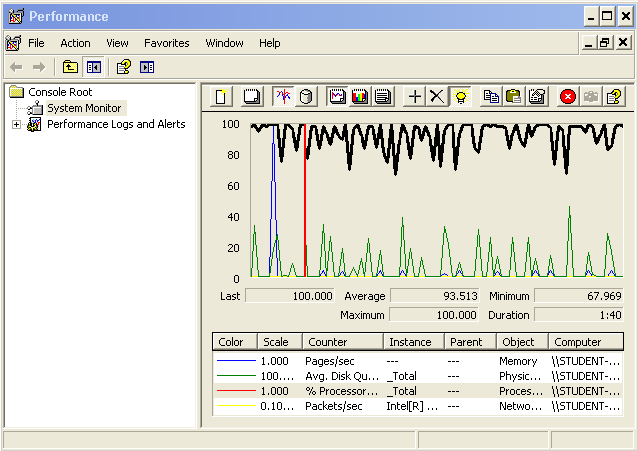 Performance
File Action View Favorites Window Help
Console Root
System Monitor
Performance Logs and Alerts
100
80
60
40
20
0
Last 100.000 Average 93.513 Minimum 67.969
Maximum 100.000 Duration 1:40
Color Scale Counter Instance Parent Object Computer
1.000 Pages/sec --- --- Memory \\STUDENT-...
100.... Avg. Disk Qu... _Total --- Physic... \\STUDENT-...
1.000 % Processor... _Total --- Proces... \\STUDENT-...
0.10... Packets/sec Intel[R] ... --- Netwo... \\STUDENT-...